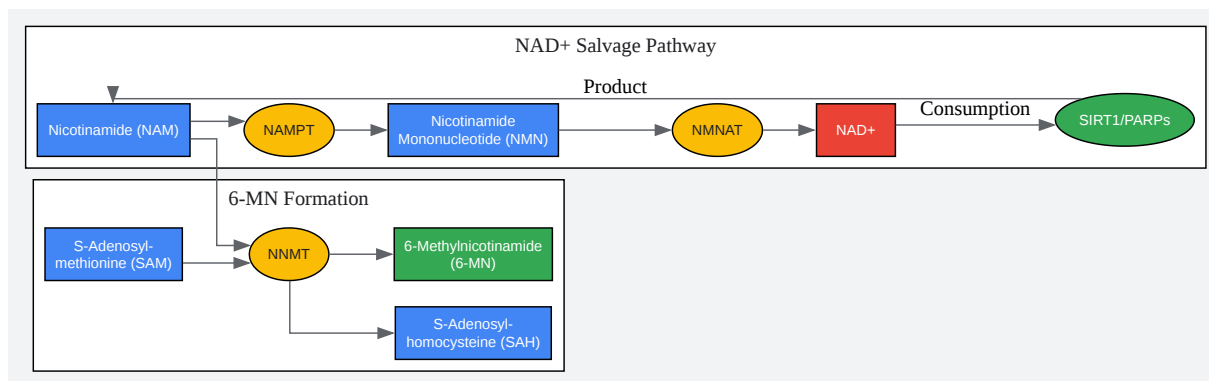 NAD+ Salvage Pathway
Product
Consumption
Nicotinamide (NAM)
NAMPT
Nicotinamide
Mononucleotide (NMN)
NMNAT
NAD+
SIRT1/PARPs
6-MN Formation
S-Adenosyl-
methionine (SAM)
NNMT
6-Methylnicotinamide
(6-MN)
S-Adenosyl-
homocysteine (SAH)